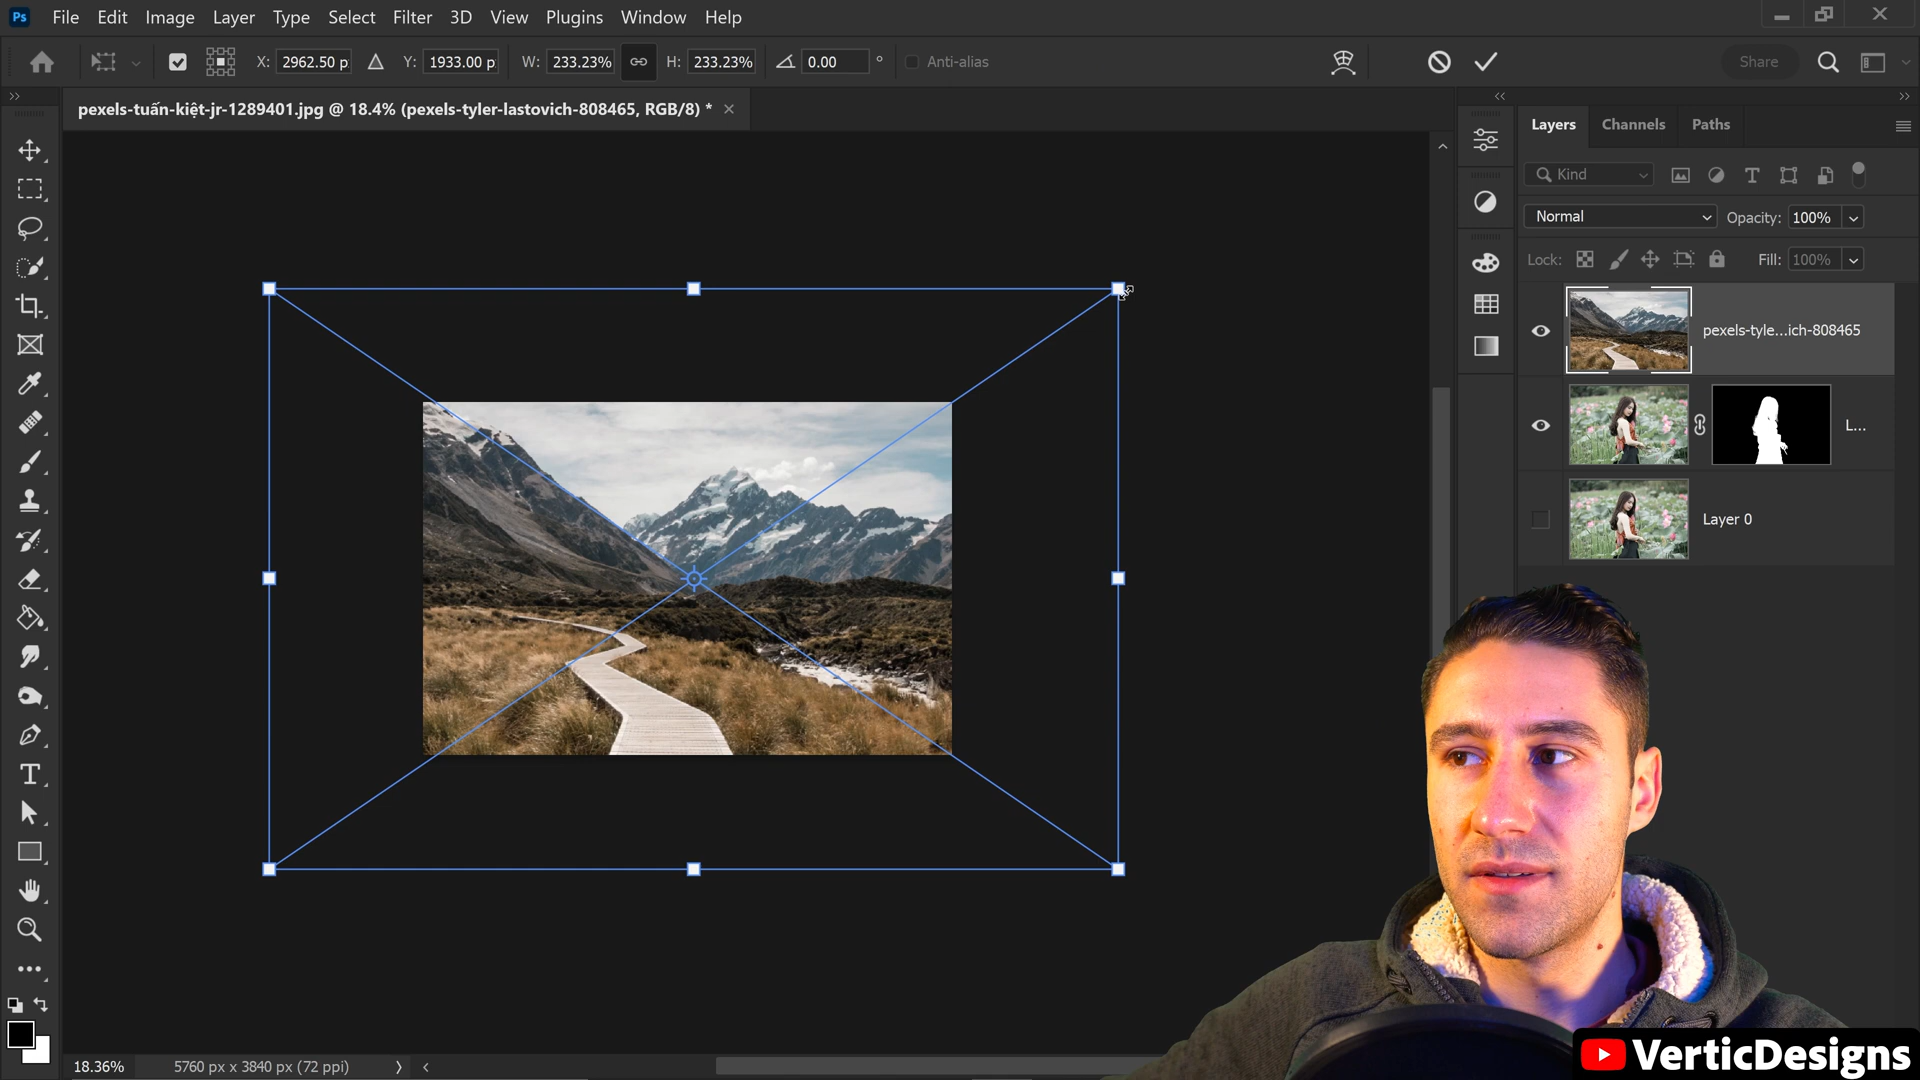 Ps File Edit Image Layer Type Select Filter 3D View Plugins Window Help
X: 2962.50 p Y: 1933.00 p W: 233.23% H: 233.23% 0.00 ° Anti-alias Share
pexels-tuấn-kiệt-jr-1289401.jpg @ 18.4% (pexels-tyler-lastovich-808465, RGB/8) *
Layers Channels Paths
Kind
Normal Opacity: 100%
Lock: Fill: 100%
pexels-tyle...ich-808465
L...
Layer 0
18.36% 5760 px x 3840 px (72 ppi)
VerticDesigns